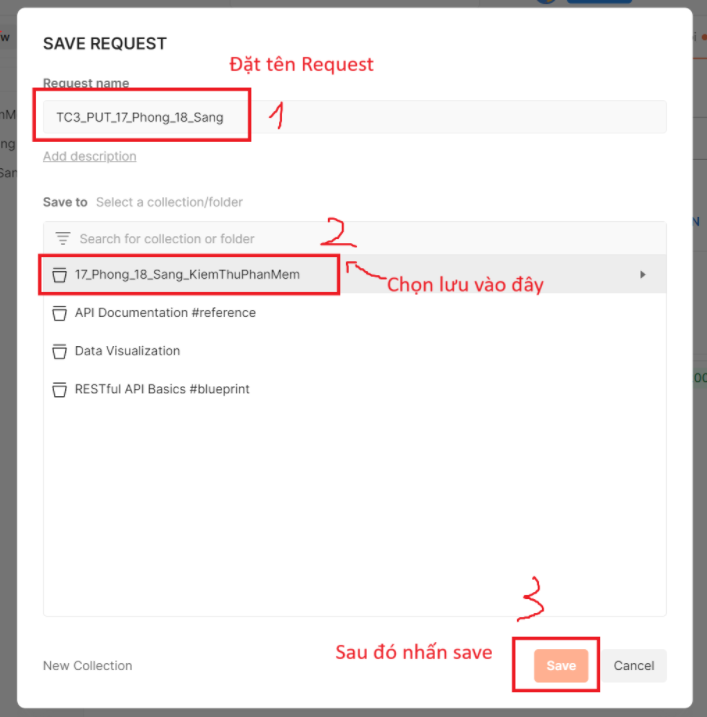 SAVE REQUEST
Đặt tên Request
Request name
TC3_PUT_17_Phong_18_Sang
1
Add description
Save to Select a collection/folder
Search for collection or folder
2
17_Phong_18_Sang_KiemThuPhanMem
Chọn lưu vào đây
API Documentation #reference
Data Visualization
RESTful API Basics #blueprint
3
Sau đó nhấn save
New Collection
Save
Cancel